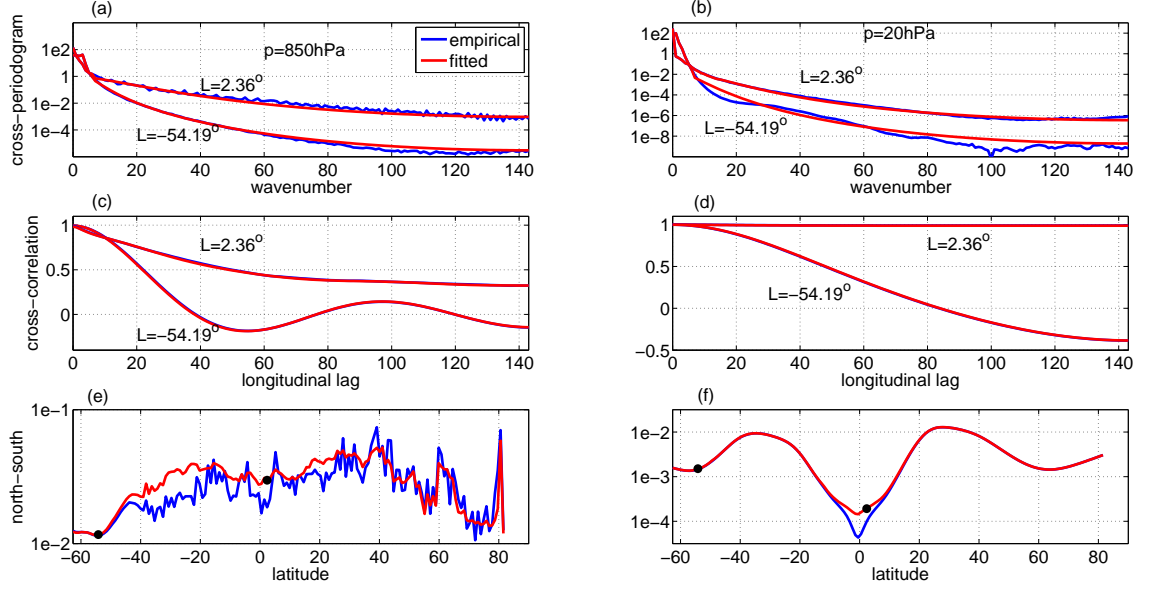 (a)
(b)
cross−periodogram
1e2
1
1e−2
1e−4
p=850hPa
empirical
fitted
L=2.36°
L=−54.19°
0 20 40 60 80 100 120 140
wavenumber
1e2
1
1e−2
1e−4
1e−6
1e−8
p=20hPa
L=2.36°
L=−54.19°
0 20 40 60 80 100 120 140
wavenumber
(c)
(d)
cross−correlation
1
0.5
0
L=2.36°
L=−54.19°
0 20 40 60 80 100 120 140
longitudinal lag
1
0.5
0
−0.5
L=2.36°
L=−54.19°
0 20 40 60 80 100 120 140
longitudinal lag
(e)
(f)
north−south
1e−1
1e−2
−60 −40 −20 0 20 40 60 80
latitude
1e−2
1e−3
1e−4
−60 −40 −20 0 20 40 60 80
latitude